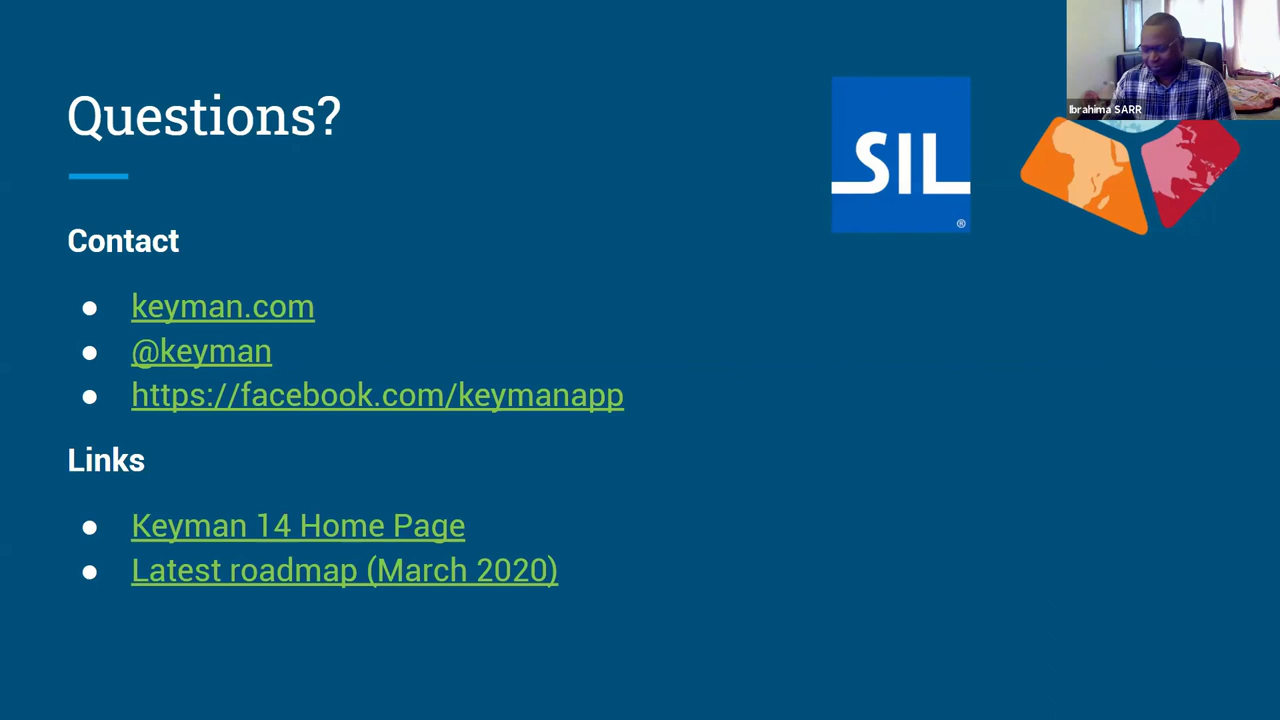 Questions?
SIL
®
Ibrahima SARR
Contact
● keyman.com
● @keyman
● https://facebook.com/keymanapp
Links
● Keyman 14 Home Page
● Latest roadmap (March 2020)